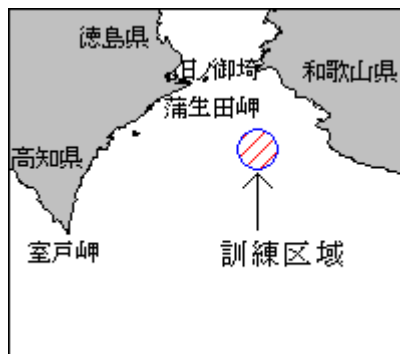 徳島県
日ノ御埼
和歌山県
蒲生田岬
高知県
室戸岬
訓練区域